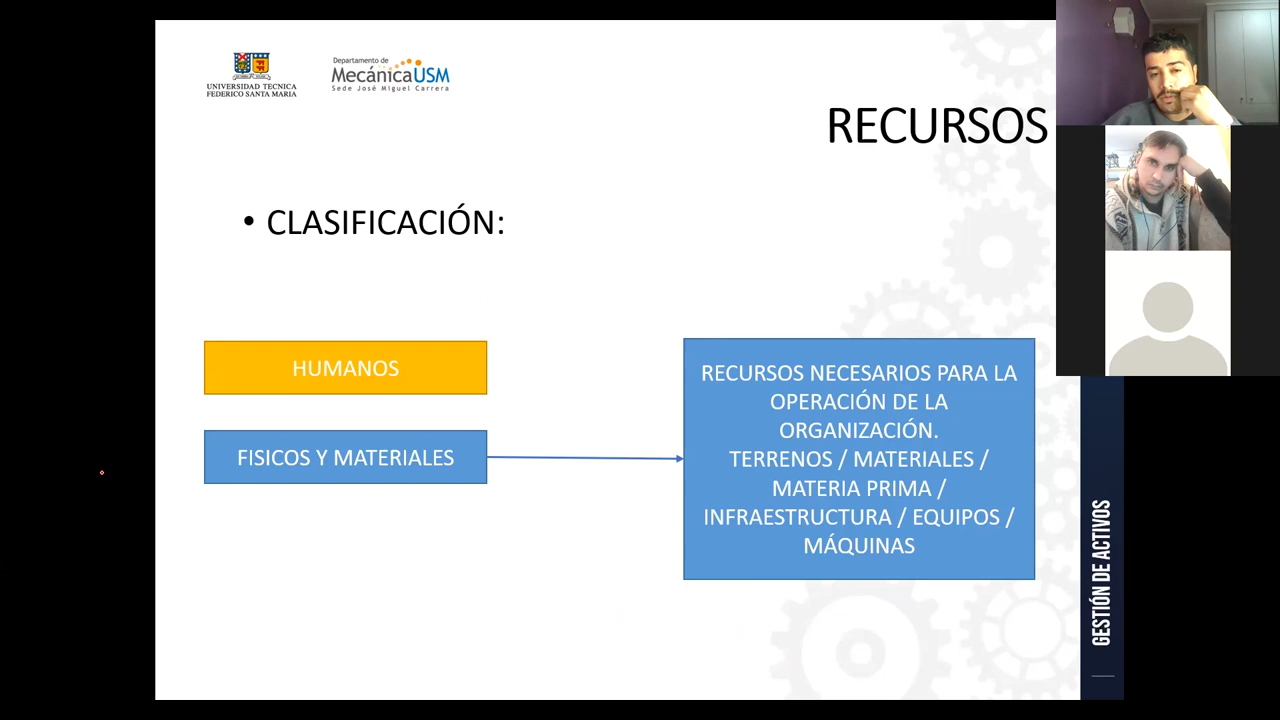 UNIVERSIDAD TECNICA
FEDERICO SANTA MARIA
Departamento de
MecánicaUSM
Sede José Miguel Carrera
RECURSOS
• CLASIFICACIÓN:
HUMANOS
FISICOS Y MATERIALES
RECURSOS NECESARIOS PARA LA
OPERACIÓN DE LA
ORGANIZACIÓN.
TERRENOS / MATERIALES /
MATERIA PRIMA /
INFRAESTRUCTURA / EQUIPOS /
MÁQUINAS
GESTIÓN DE ACTIVOS